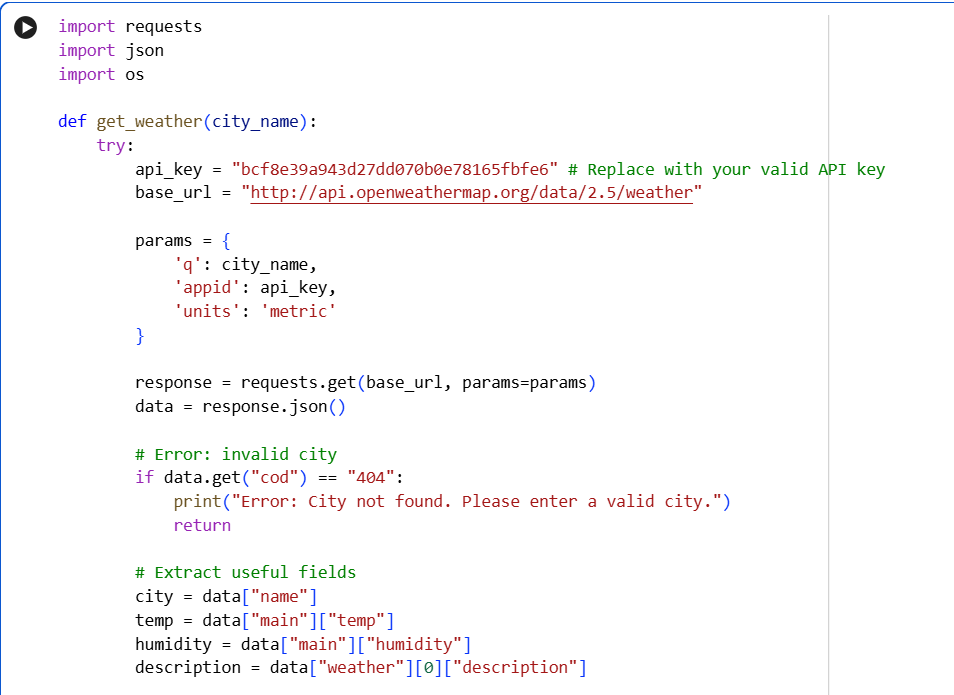 import requests
import json
import os
def get_weather(city_name):
try:
api_key = "bcf8e39a943d27dd070b0e78165fbfe6" # Replace with your valid API key
base_url = "http://api.openweathermap.org/data/2.5/weather"
params = {
'q': city_name,
'appid': api_key,
'units': 'metric'
}
response = requests.get(base_url, params=params)
data = response.json()
# Error: invalid city
if data.get("cod") == "404":
print("Error: City not found. Please enter a valid city.")
return
# Extract useful fields
city = data["name"]
temp = data["main"]["temp"]
humidity = data["main"]["humidity"]
description = data["weather"][0]["description"]